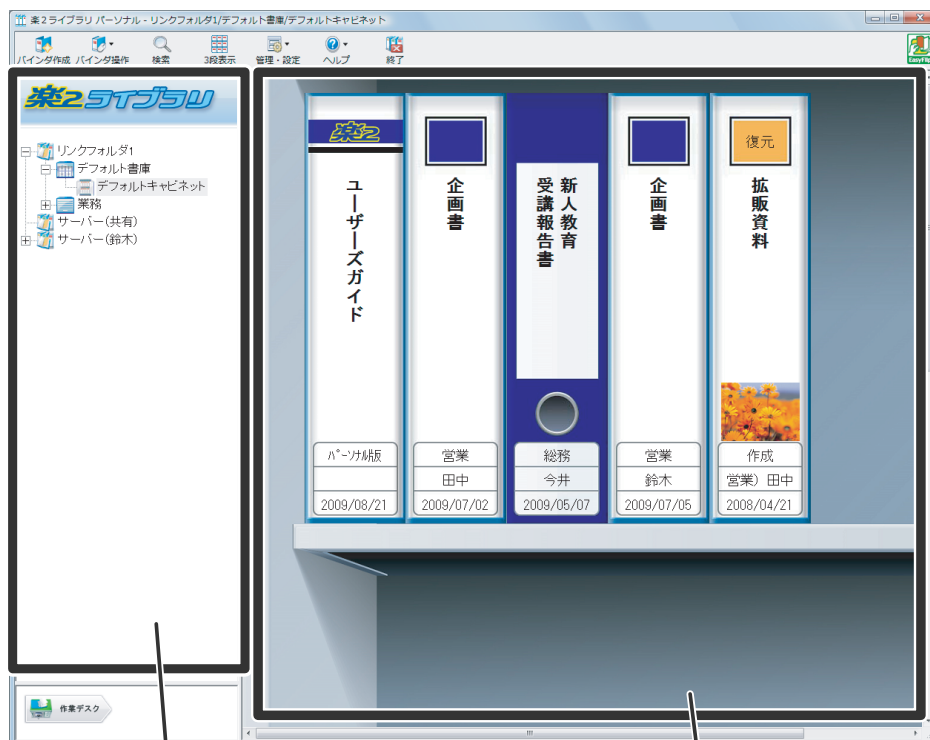 楽2ライブラリ パーソナル - リンクフォルダ1/デフォルト書庫/デフォルトキャビネット
バインダ作成 バインダ操作 検索 3段表示 管理・設定 ヘルプ 終了
EasyFlip
楽2ライブラリ
リンクフォルダ1
デフォルト書庫
デフォルトキャビネット
業務
サーバー(共有)
サーバー(鈴木)
作業デスク
楽2
ユーザーズガイド
パーソナル版
2009/08/21
企画書
営業
田中
2009/07/02
新人教育
受講報告書
総務
今井
2009/05/07
企画書
営業
鈴木
2009/07/05
復元
拡販資料
作成
営業) 田中
2008/04/21